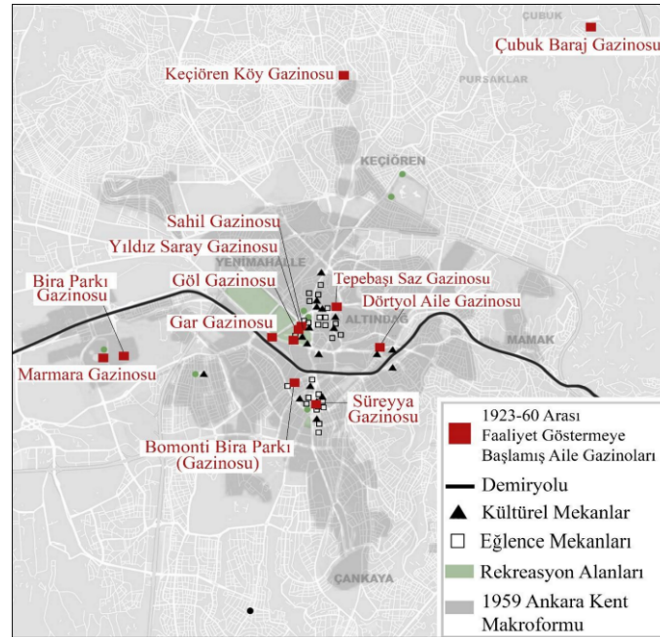 ÇUBUK
Çubuk Baraj Gazinosu
Keçiören Köy Gazinosu
PURSAKLAR
KEÇİÖREN
Sahil Gazinosu
Yıldız Saray Gazinosu
YENİMAHALLE
Bira Parkı
Gazinosu
Göl Gazinosu
Tepebaşı Saz Gazinosu
Dörtyol Aile Gazinosu
Gar Gazinosu
ALTINDAĞ
MAMAK
Marmara Gazinosu
Süreyya
Gazinosu
Bomonti Bira Parkı
(Gazinosu)
ÇANKAYA
1923-60 Arası
Faaliyet Göstermeye
Başlamış Aile Gazinoları
Demiryolu
Kültürel Mekanlar
Eğlence Mekanları
Rekreasyon Alanları
1959 Ankara Kent
Makroformu